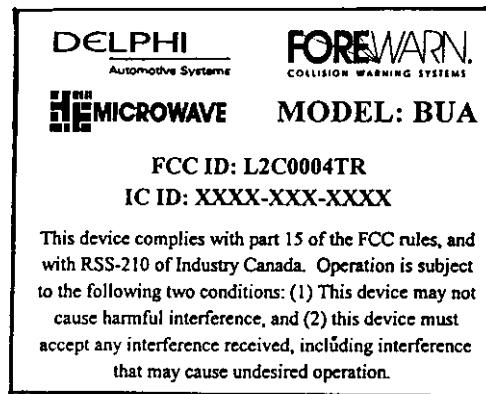 DELPHI
Automotive Systems
FOREWARN.
COLLISION WARNING SYSTEMS
HE MICROWAVE
MODEL: BUA
FCC ID: L2C0004TR
IC ID: XXXX-XXX-XXXX
This device complies with part 15 of the FCC rules, and
with RSS-210 of Industry Canada. Operation is subject
to the following two conditions: (1) This device may not
cause harmful interference, and (2) this device must
accept any interference received, including interference
that may cause undesired operation.